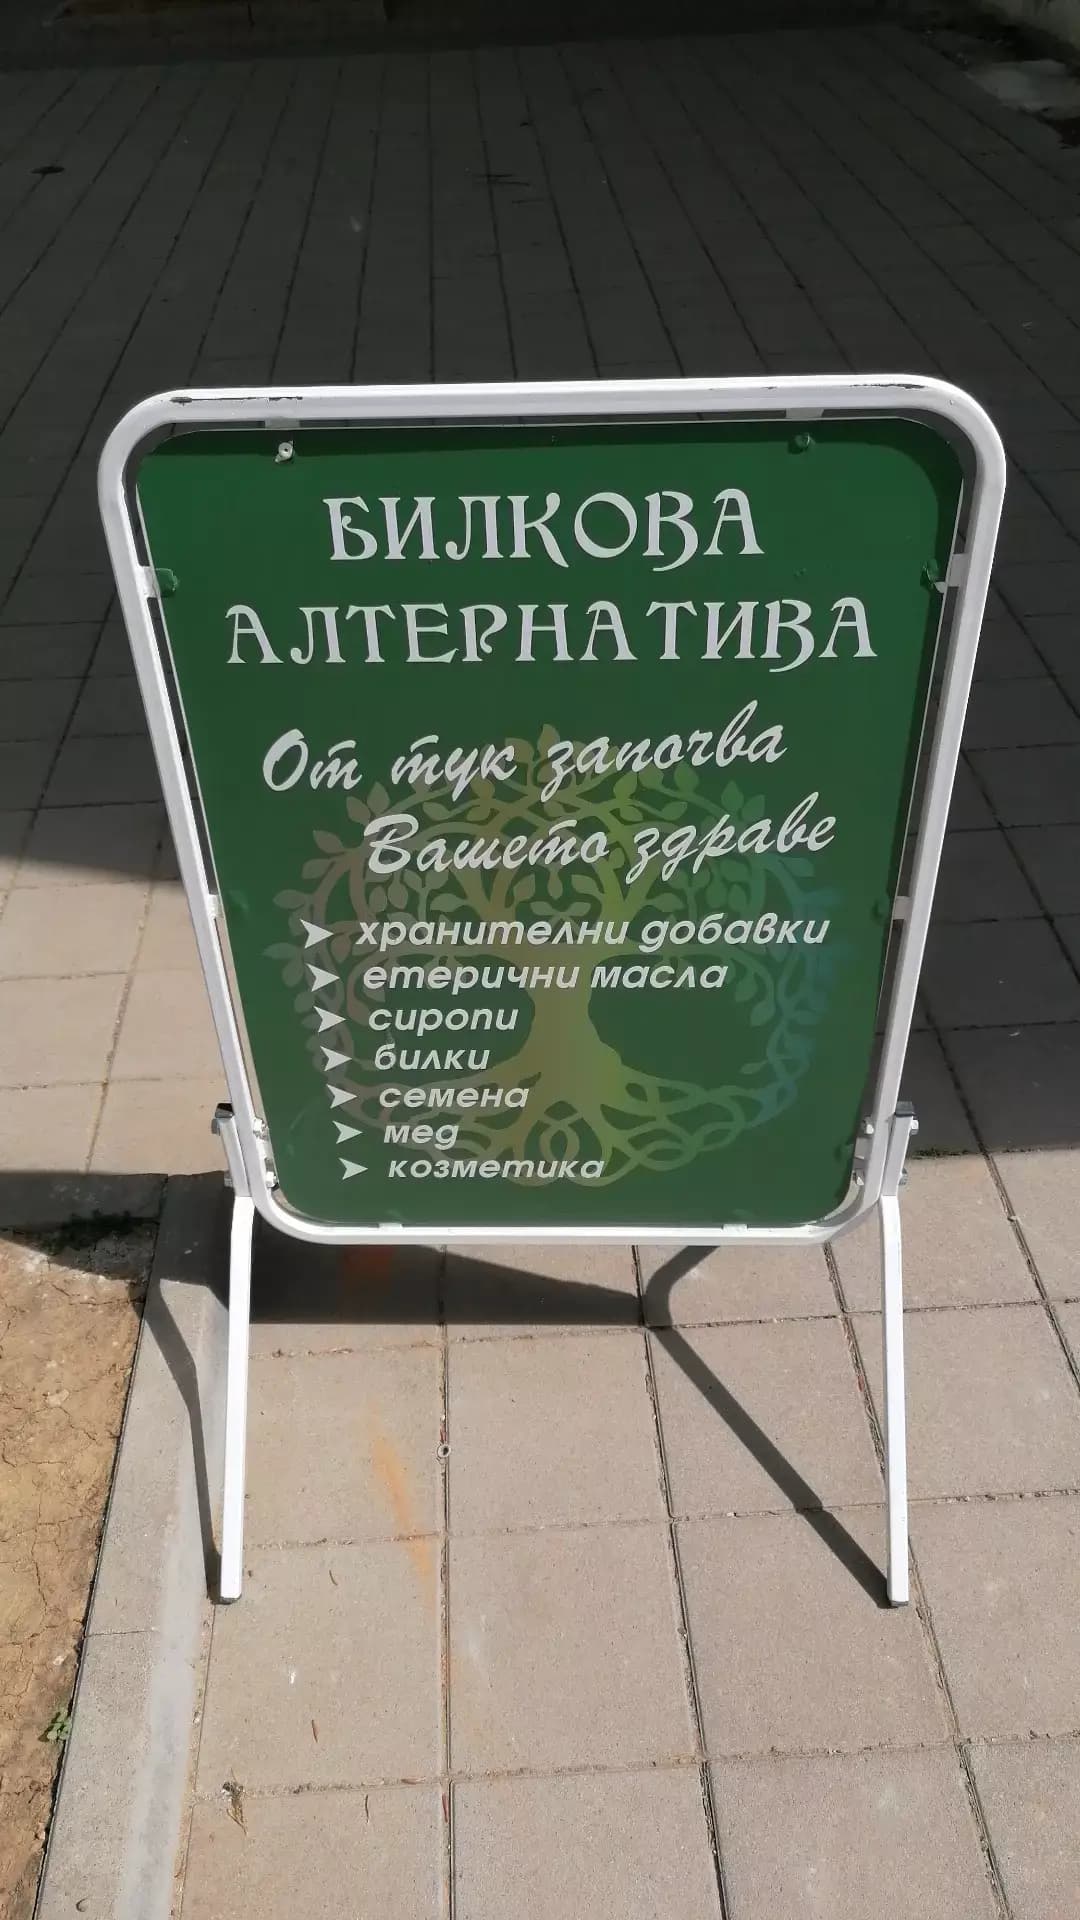 БИЛКОВА
АЛТЕРНАТИВА
От тук започва
Вашето здраве
➤ хранителни добавки
➤ етерични масла
➤ сиропи
➤ билки
➤ семена
➤ мед
➤ козметика